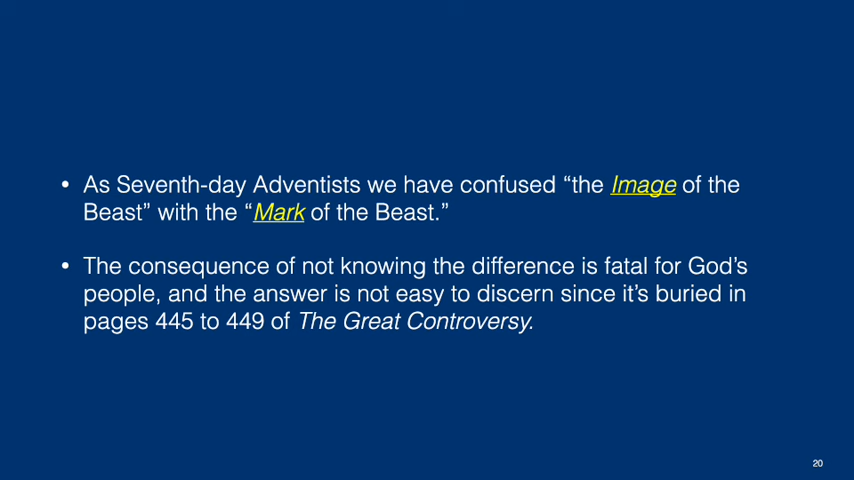 • As Seventh-day Adventists we have confused “the Image of the
Beast” with the “Mark of the Beast.”
• The consequence of not knowing the difference is fatal for God’s
people, and the answer is not easy to discern since it’s buried in
pages 445 to 449 of The Great Controversy.
20